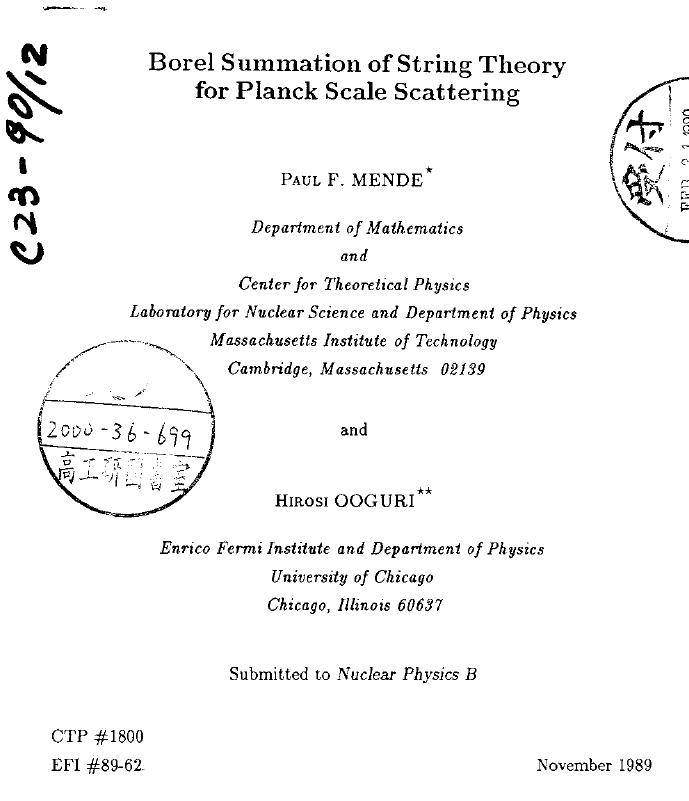 C23-90/12
Borel Summation of String Theory
for Planck Scale Scattering
PAUL F. MENDE*
受付
Department of Mathematics
and
Center for Theoretical Physics
Laboratory for Nuclear Science and Department of Physics
Massachusetts Institute of Technology
Cambridge, Massachusetts 02139
2000-36-699
高工研図書室
and
HIROSI OOGURI**
Enrico Fermi Institute and Department of Physics
University of Chicago
Chicago, Illinois 60637
Submitted to Nuclear Physics B
CTP #1800
EFI #89-62
November 1989